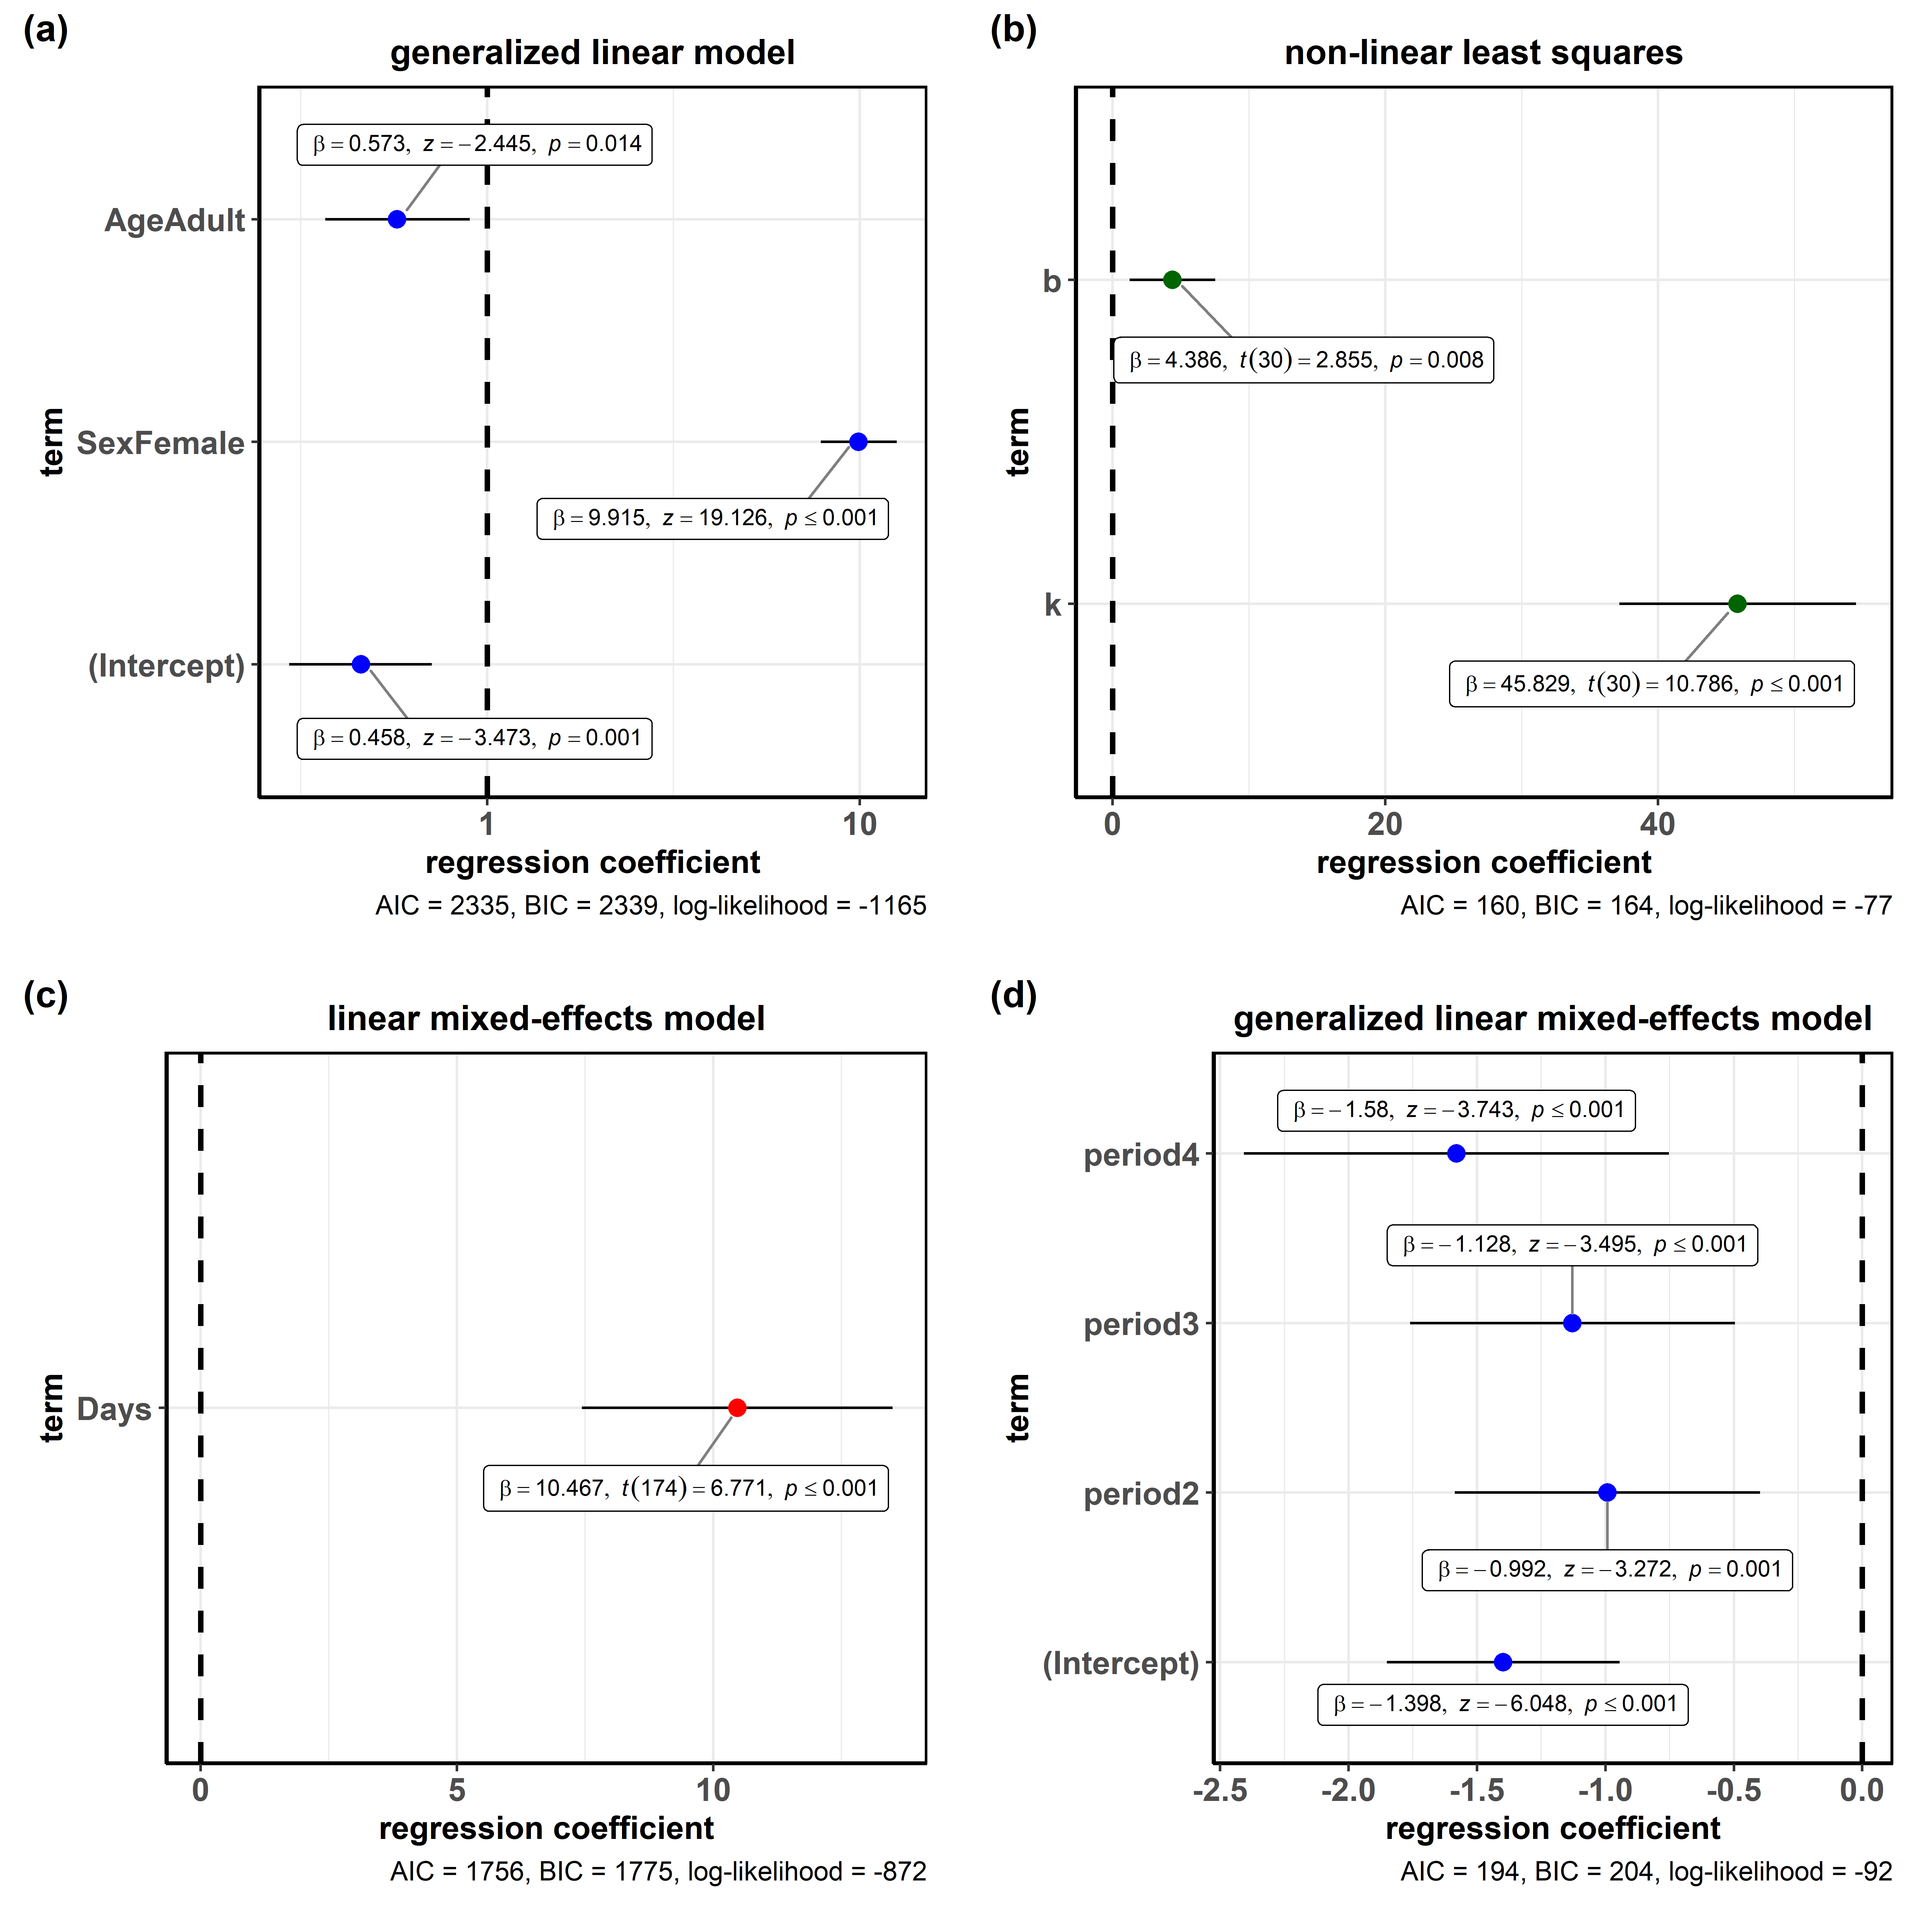 (a)
generalized linear model
β = 0.573, z = −2.445, p = 0.014
AgeAdult
SexFemale
β = 9.915, z = 19.126, p ≤ 0.001
(Intercept)
β = 0.458, z = −3.473, p = 0.001
term
1 10
regression coefficient
AIC = 2335, BIC = 2339, log-likelihood = -1165
(b)
non-linear least squares
b
β = 4.386, t(30) = 2.855, p = 0.008
term
k
β = 45.829, t(30) = 10.786, p ≤ 0.001
0 20 40
regression coefficient
AIC = 160, BIC = 164, log-likelihood = -77
(c)
linear mixed-effects model
term
Days
β = 10.467, t(174) = 6.771, p ≤ 0.001
0 5 10
regression coefficient
AIC = 1756, BIC = 1775, log-likelihood = -872
(d)
generalized linear mixed-effects model
β = −1.58, z = −3.743, p ≤ 0.001
period4
β = −1.128, z = −3.495, p ≤ 0.001
period3
term
period2
β = −0.992, z = −3.272, p = 0.001
(Intercept)
β = −1.398, z = −6.048, p ≤ 0.001
-2.5 -2.0 -1.5 -1.0 -0.5 0.0
regression coefficient
AIC = 194, BIC = 204, log-likelihood = -92